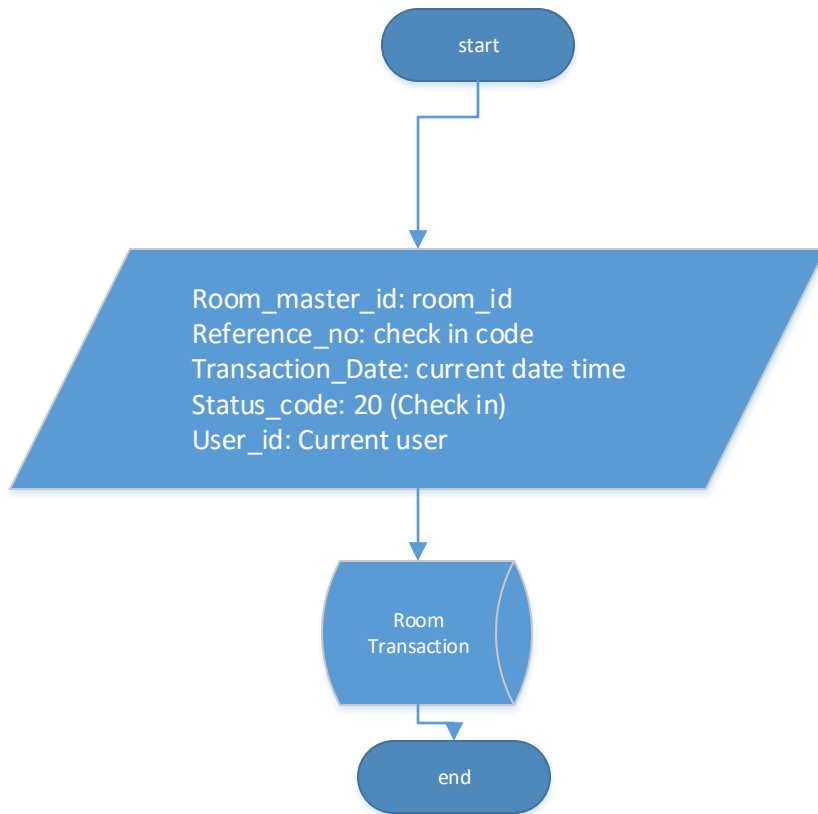 start
Room_master_id: room_id
Reference_no: check in code
Transaction_Date: current date time
Status_code: 20 (Check in)
User_id: Current user
Room
Transaction
end